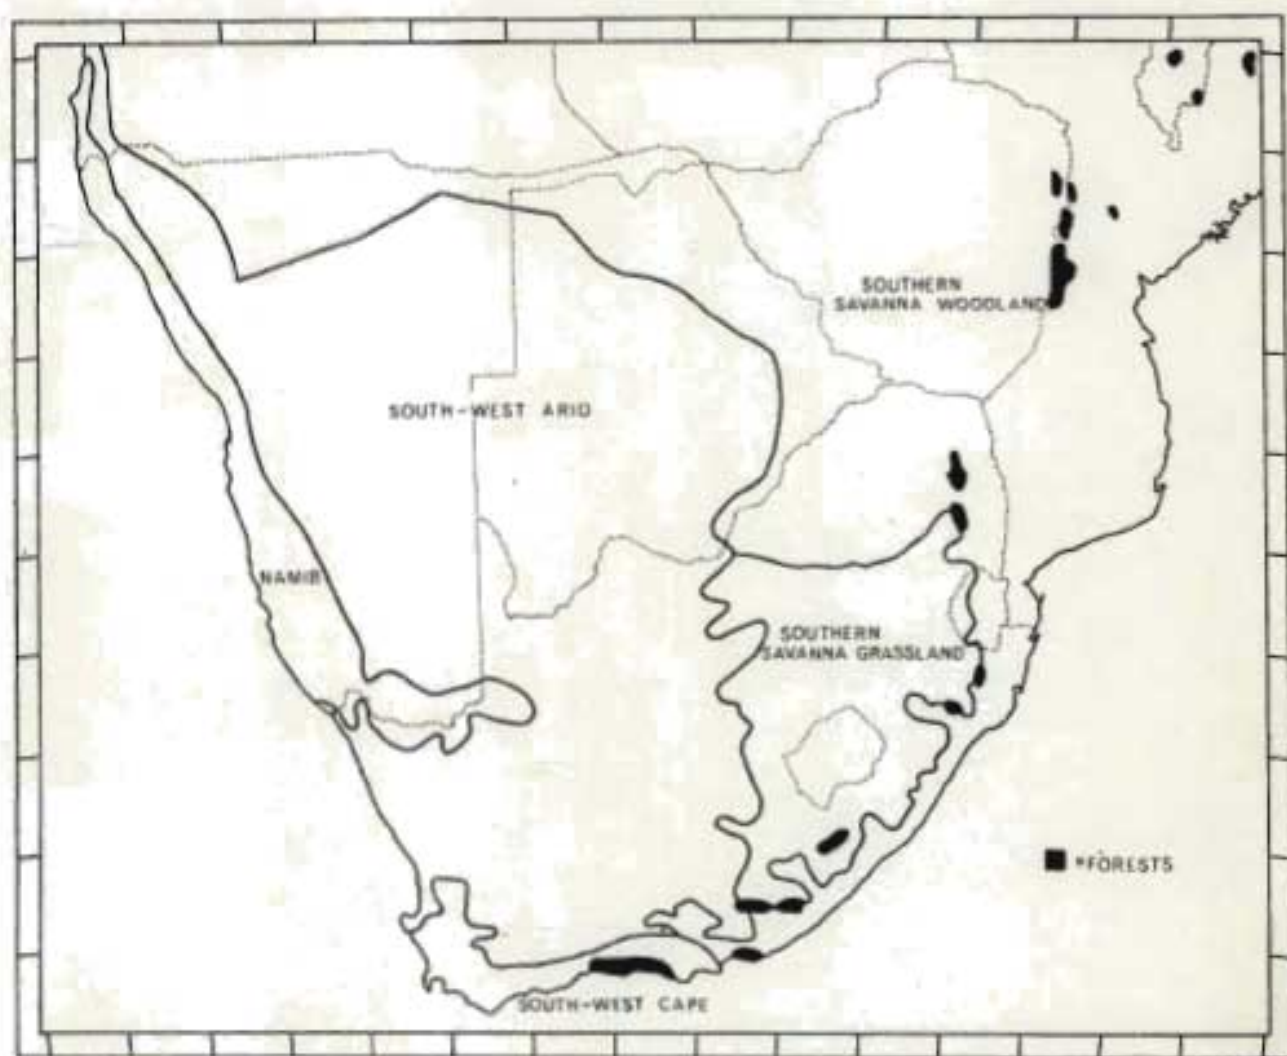 SOUTHERN
SAVANNA WOODLAND
SOUTH-WEST ARID
NAMIB
SOUTHERN
SAVANNA GRASSLAND
=FORESTS
SOUTH-WEST CAPE